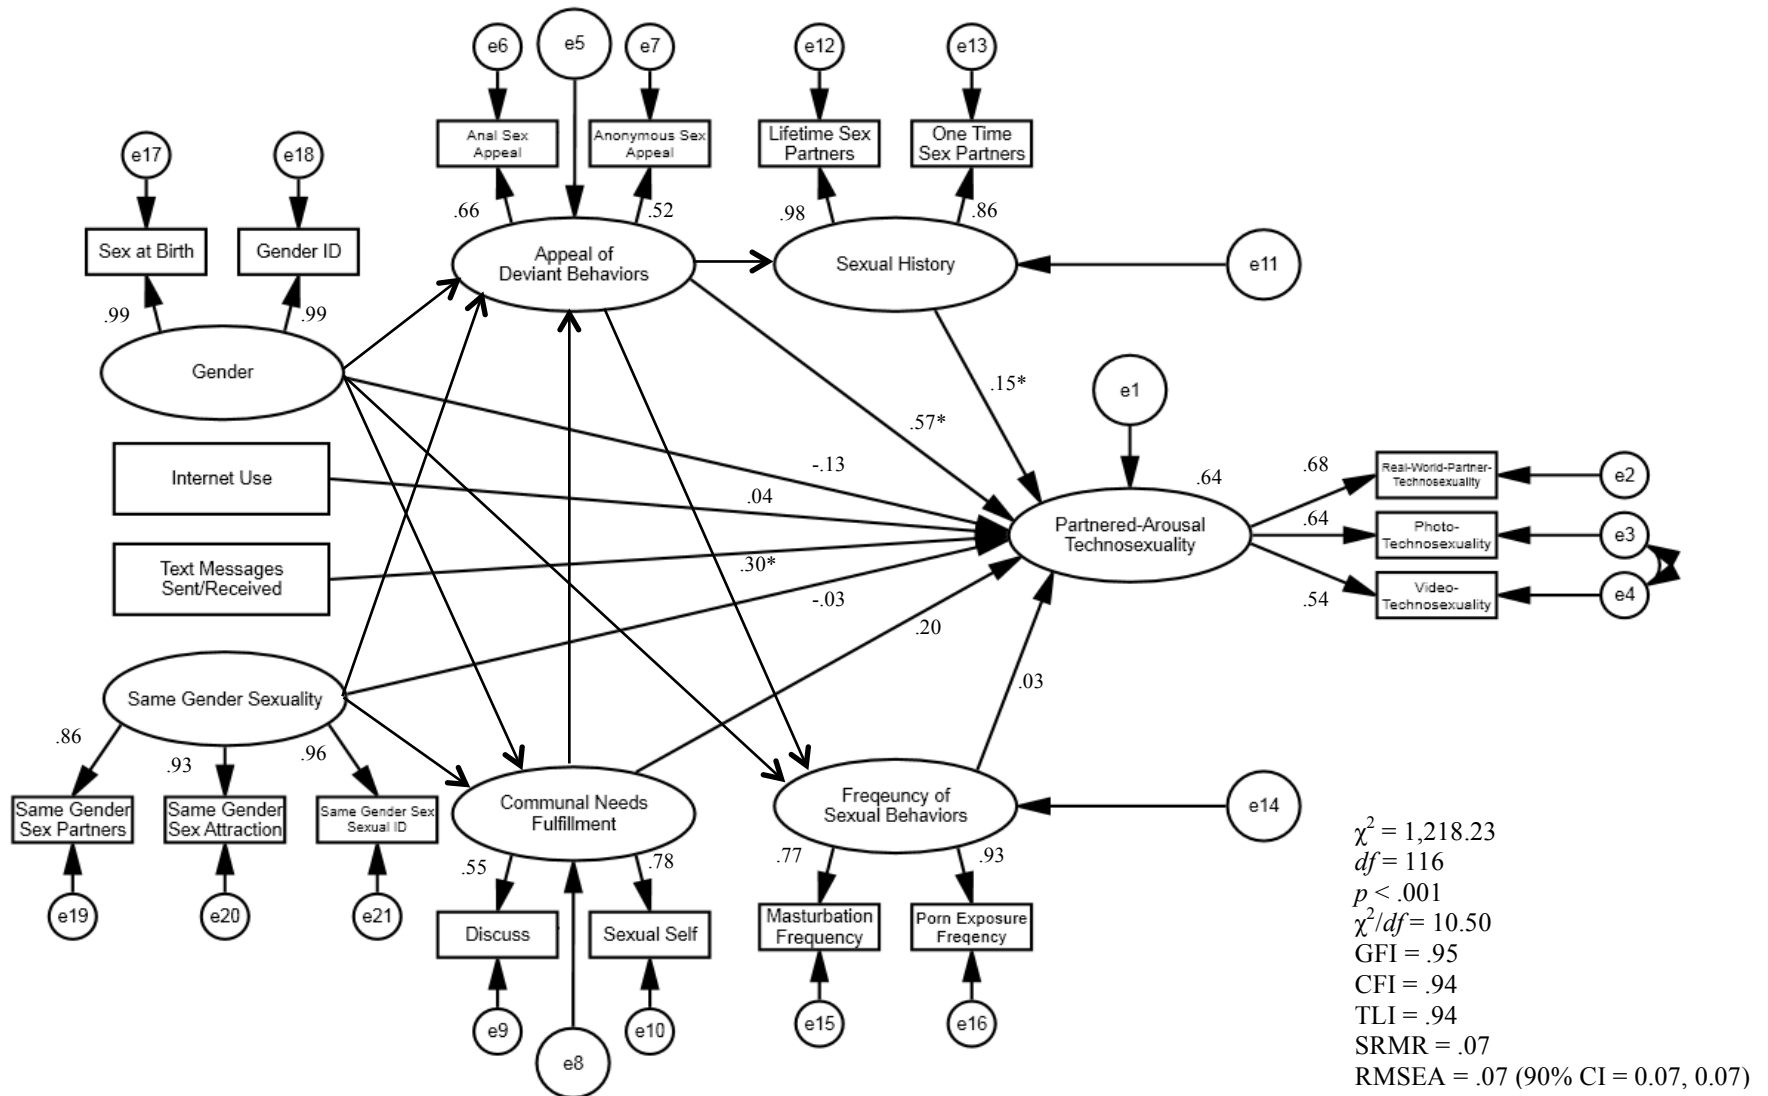 e6
e5
e7
e12
e13
Anal Sex
Appeal
Anonymous Sex
Appeal
Lifetime Sex
Partners
One Time
Sex Partners
e17
e18
.66
.52
.98
.86
Sex at Birth
Gender ID
Appeal of
Deviant Behaviors
Sexual History
e11
.99
.99
Gender
e1
.15*
.57*
-.13
Internet Use
.04
.64
.68
Real-World-Partner-
Technosexuality
e2
Partnered-Arousal
Technosexuality
.64
Photo-
Technosexuality
e3
Text Messages
Sent/Received
.30*
-.03
.54
Video-
Technosexuality
e4
.20
.03
Same Gender Sexuality
.86
.93
.96
Same Gender
Sex Partners
Same Gender
Sex Attraction
Same Gender Sex
Sexual ID
Communal Needs
Fulfillment
Freqeuncy of
Sexual Behaviors
e14
.55
.78
.77
.93
e19
e20
e21
Discuss
Sexual Self
Masturbation
Frequency
Porn Exposure
Freqency
e9
e8
e10
e15
e16
χ² = 1,218.23
df = 116
p < .001
χ²/df = 10.50
GFI = .95
CFI = .94
TLI = .94
SRMR = .07
RMSEA = .07 (90% CI = 0.07, 0.07)